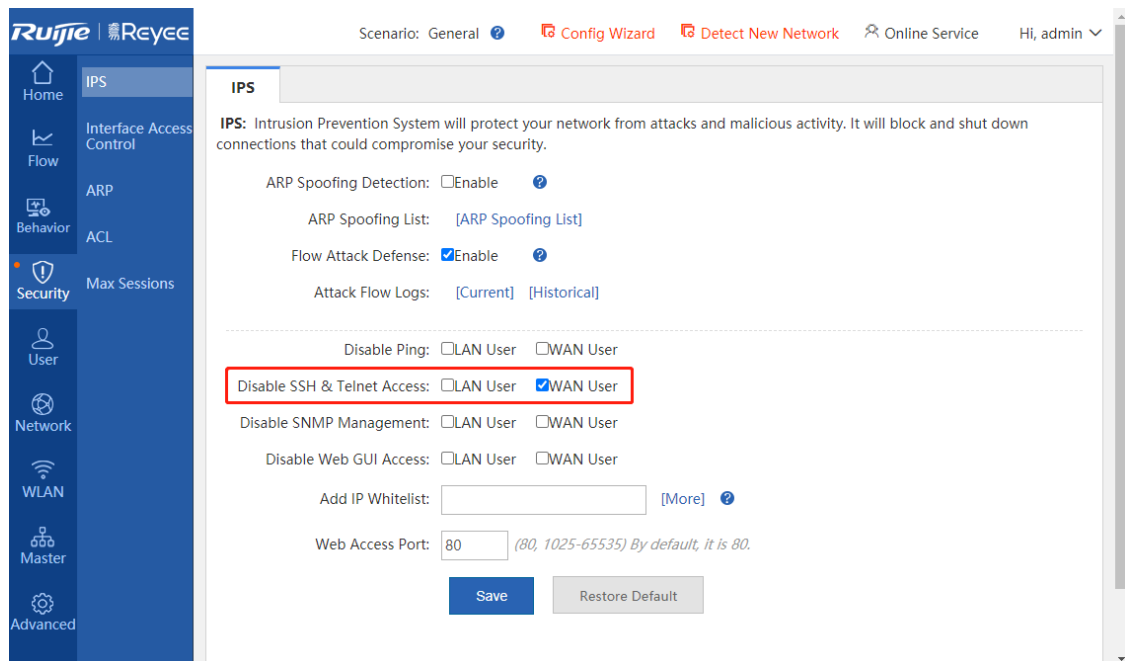 Ruijie | Reyee
Scenario: General
Config Wizard
Detect New Network
Online Service
Hi, admin
Home
Flow
Behavior
Security
User
Network
WLAN
Master
Advanced
IPS
Interface Access
Control
ARP
ACL
Max Sessions
IPS
IPS: Intrusion Prevention System will protect your network from attacks and malicious activity. It will block and shut down
connections that could compromise your security.
ARP Spoofing Detection: Enable ?
ARP Spoofing List: [ARP Spoofing List]
Flow Attack Defense: Enable ?
Attack Flow Logs: [Current] [Historical]
Disable Ping: LAN User WAN User
Disable SSH & Telnet Access: LAN User WAN User
Disable SNMP Management: LAN User WAN User
Disable Web GUI Access: LAN User WAN User
Add IP Whitelist: [More] ?
Web Access Port: 80 (80, 1025-65535) By default, it is 80.
Save Restore Default